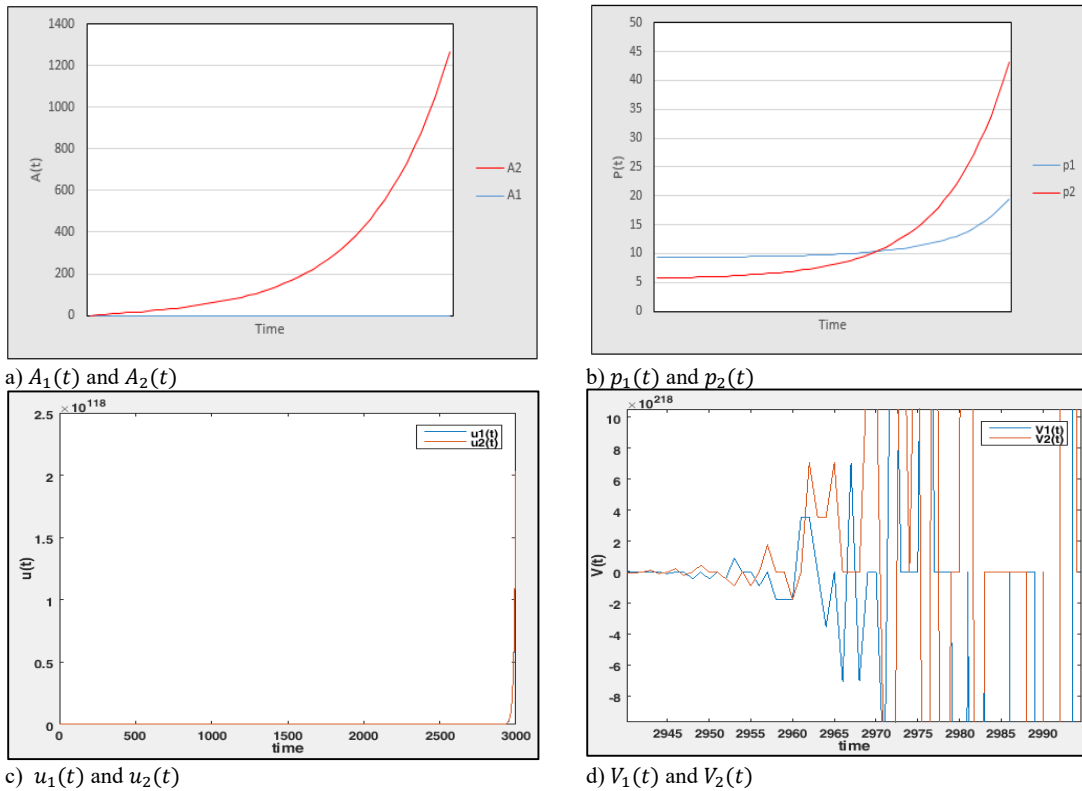 1400
1200
1000
800
600
400
200
0
A(t)
Time
A2
A1
a) A₁(t) and A₂(t)
50
45
40
35
30
25
20
15
10
5
0
P(t)
Time
p1
p2
b) p₁(t) and p₂(t)
×10¹¹⁸
2.5
2
1.5
1
0.5
0
u(t)
0 500 1000 1500 2000 2500 3000
time
u1(t)
u2(t)
c) u₁(t) and u₂(t)
×10²¹⁸
10
8
6
4
2
0
-2
-4
-6
-8
V(t)
2945 2950 2955 2960 2965 2970 2975 2980 2985 2990
time
V1(t)
V2(t)
d) V₁(t) and V₂(t)